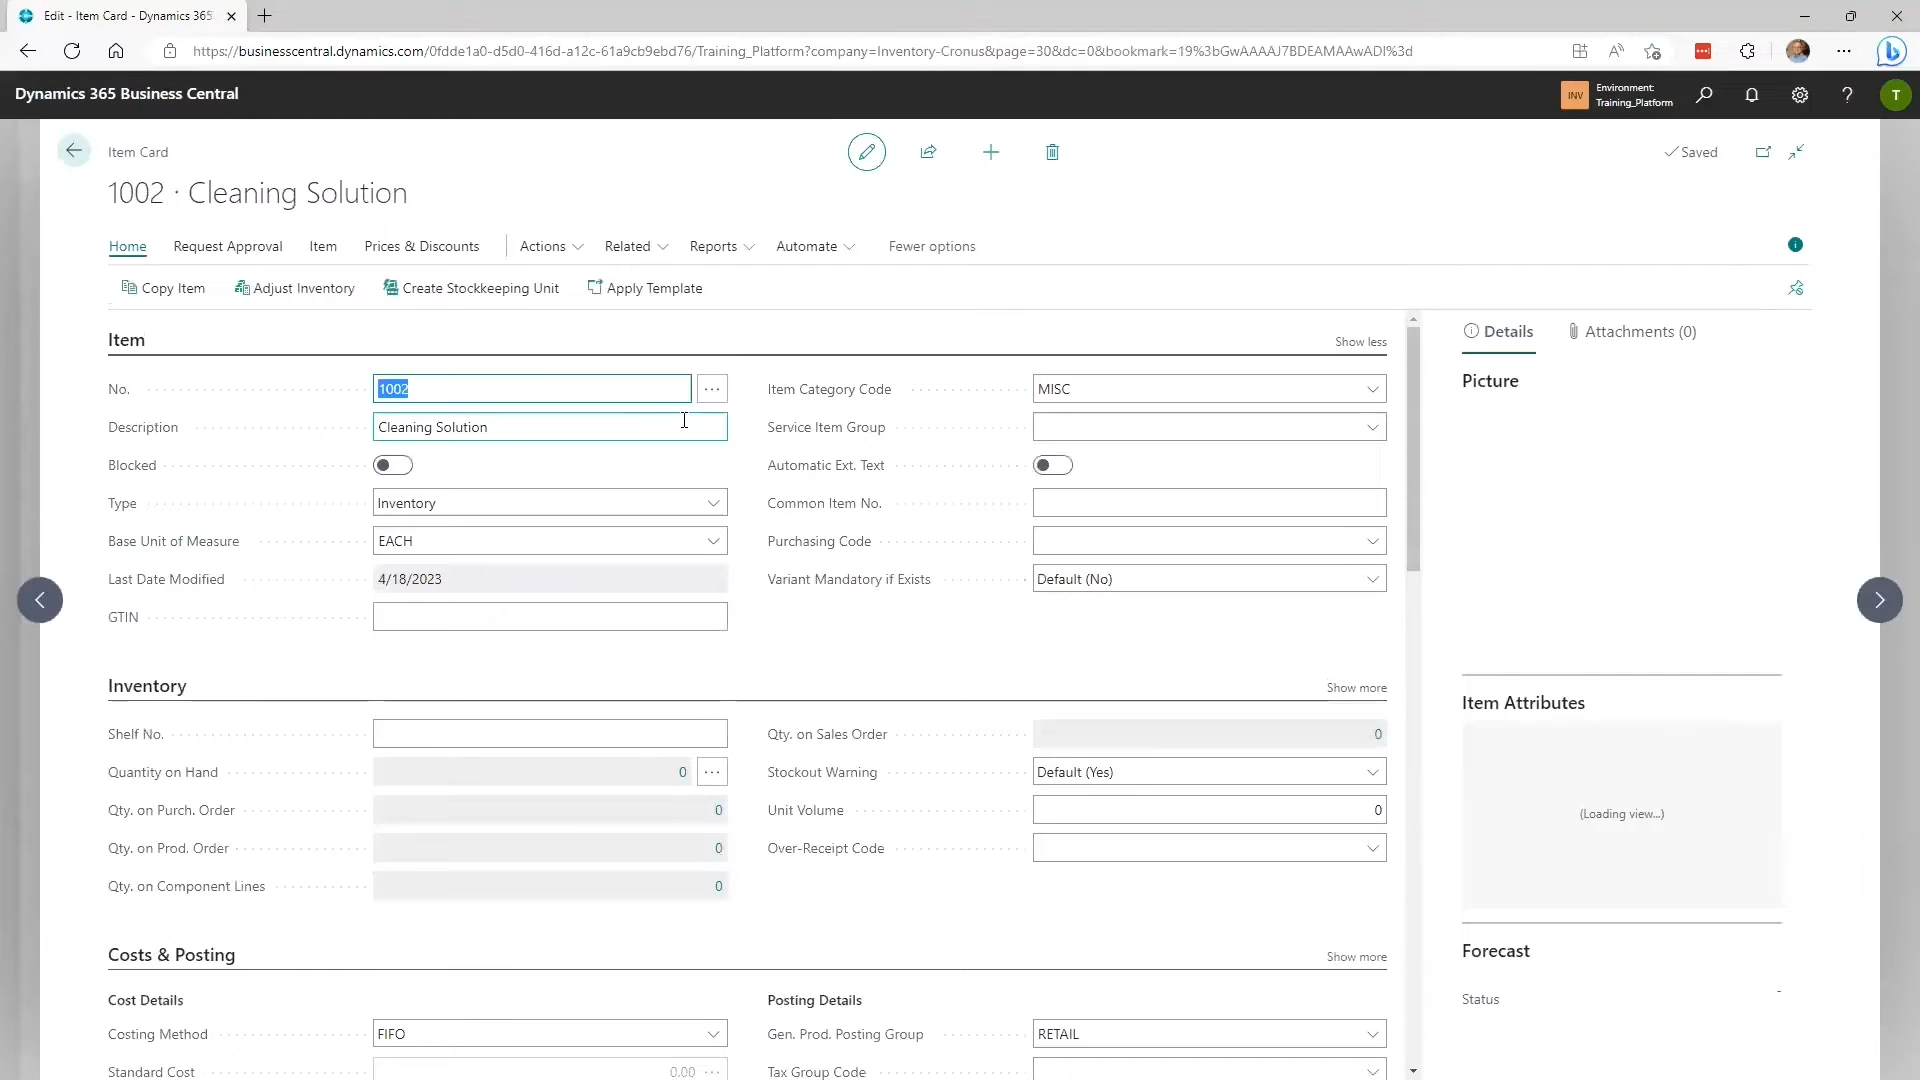 Edit - Item Card - Dynamics 365
https://businesscentral.dynamics.com/0fdde1a0-d5d0-416d-a12c-61a9cb9ebd76/Training_Platform?company=Inventory-Cronus&page=30&dc=0&bookmark=19%3bGwAAAAJ7BDEAMAAwADI%3d
Dynamics 365 Business Central
INV
Environment:
Training_Platform
T
Item Card
Saved
1002 · Cleaning Solution
Home Request Approval Item Prices & Discounts Actions Related Reports Automate Fewer options
Copy Item Adjust Inventory Create Stockkeeping Unit Apply Template
Item Show less
No. 1002
Description Cleaning Solution
Blocked
Type Inventory
Base Unit of Measure EACH
Last Date Modified 4/18/2023
GTIN
Item Category Code MISC
Service Item Group
Automatic Ext. Text
Common Item No.
Purchasing Code
Variant Mandatory if Exists Default (No)
Inventory Show more
Shelf No.
Quantity on Hand 0
Qty. on Purch. Order 0
Qty. on Prod. Order 0
Qty. on Component Lines 0
Qty. on Sales Order 0
Stockout Warning Default (Yes)
Unit Volume 0
Over-Receipt Code
Costs & Posting Show more
Cost Details
Costing Method FIFO
Standard Cost 0.00
Posting Details
Gen. Prod. Posting Group RETAIL
Tax Group Code
Details Attachments (0)
Picture
Item Attributes
(Loading view...)
Forecast
Status -